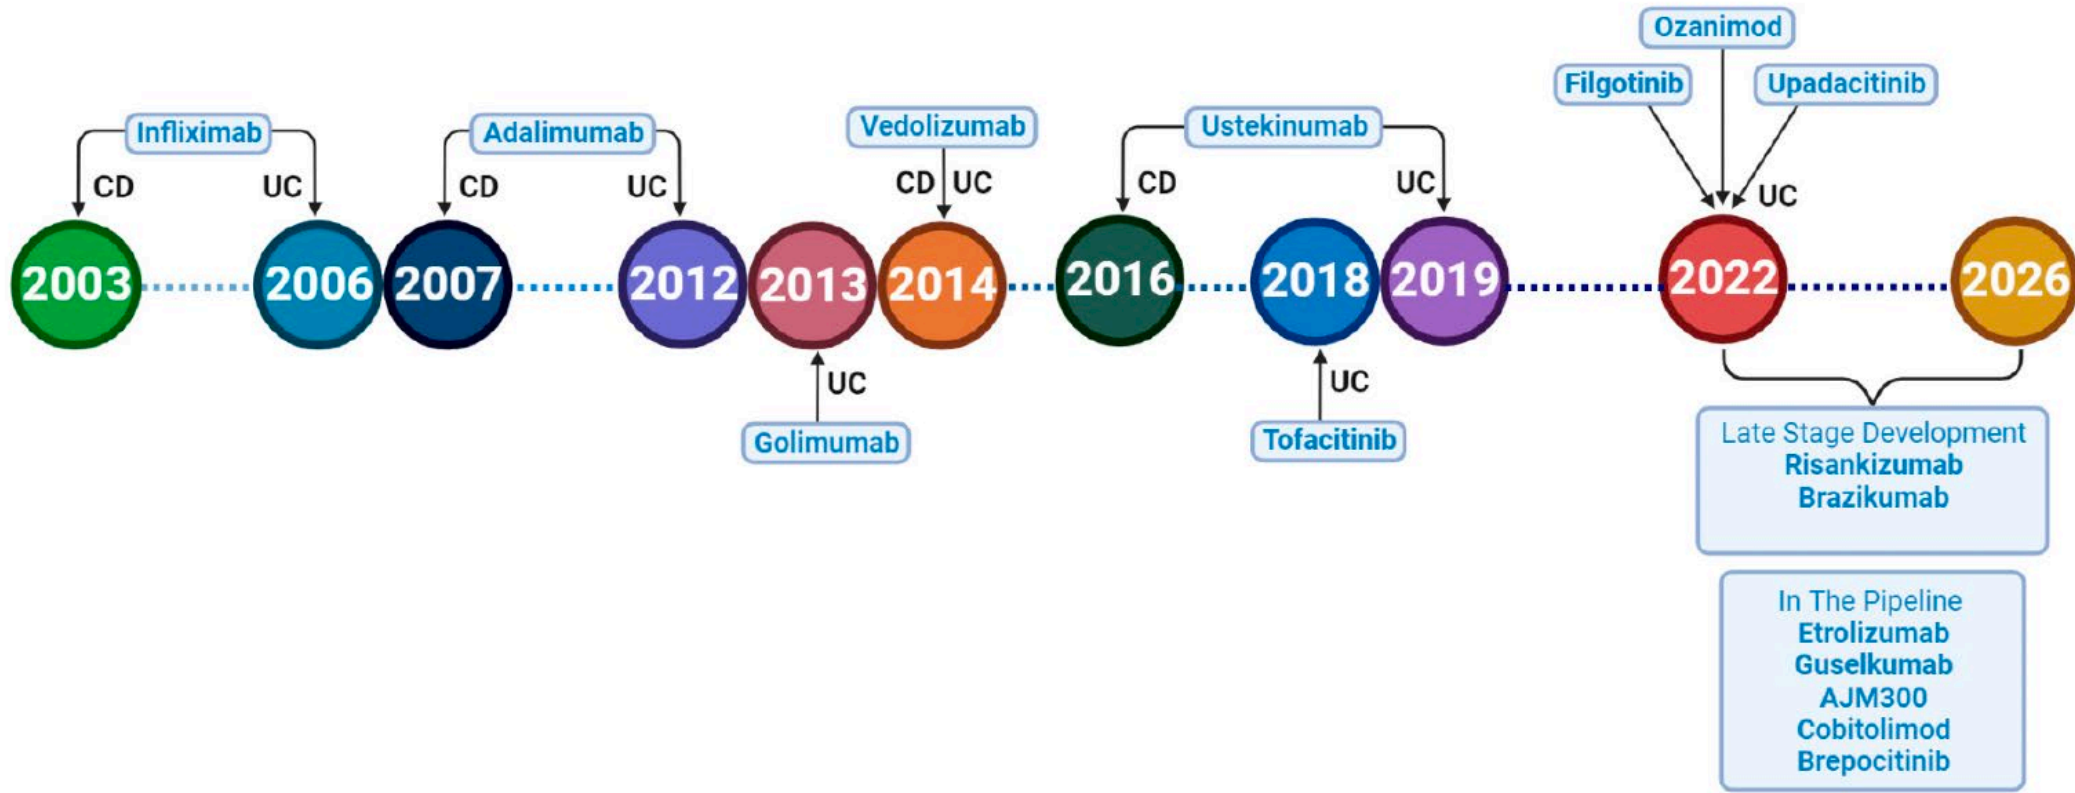 Ozanimod
Filgotinib
Upadacitinib
Infliximab
Adalimumab
Vedolizumab
Ustekinumab
CD
UC
CD
UC
CD
UC
CD
UC
UC
2003
2006
2007
2012
2013
2014
2016
2018
2019
2022
2026
UC
Golimumab
UC
Tofacitinib
Late Stage Development
Risankizumab
Brazikumab
In The Pipeline
Etrolizumab
Guselkumab
AJM300
Cobitolimod
Brepocitinib